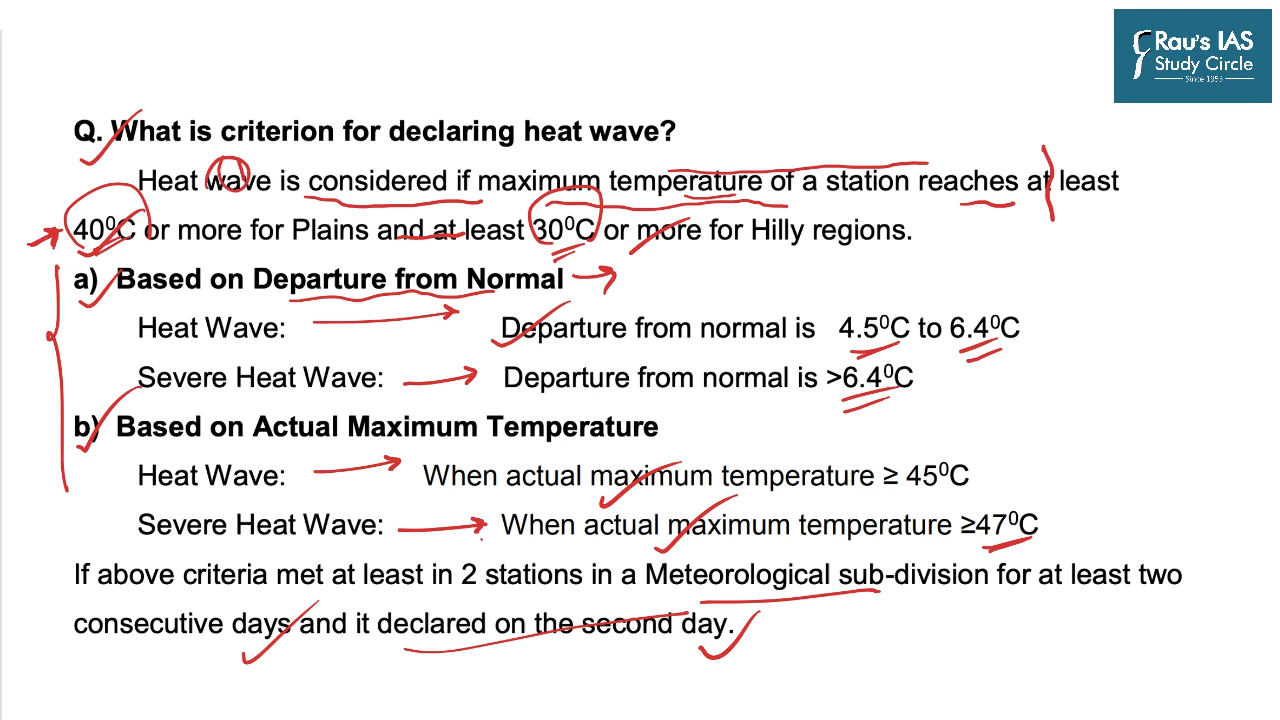 Rau's IAS
Study Circle
Since 1953
Q. What is criterion for declaring heat wave?
Heat wave is considered if maximum temperature of a station reaches at least
40⁰C or more for Plains and at least 30⁰C or more for Hilly regions.
a) Based on Departure from Normal
Heat Wave: Departure from normal is 4.5⁰C to 6.4⁰C
Severe Heat Wave: Departure from normal is >6.4⁰C
b) Based on Actual Maximum Temperature
Heat Wave: When actual maximum temperature ≥ 45⁰C
Severe Heat Wave: When actual maximum temperature ≥47⁰C
If above criteria met at least in 2 stations in a Meteorological sub-division for at least two
consecutive days and it declared on the second day.